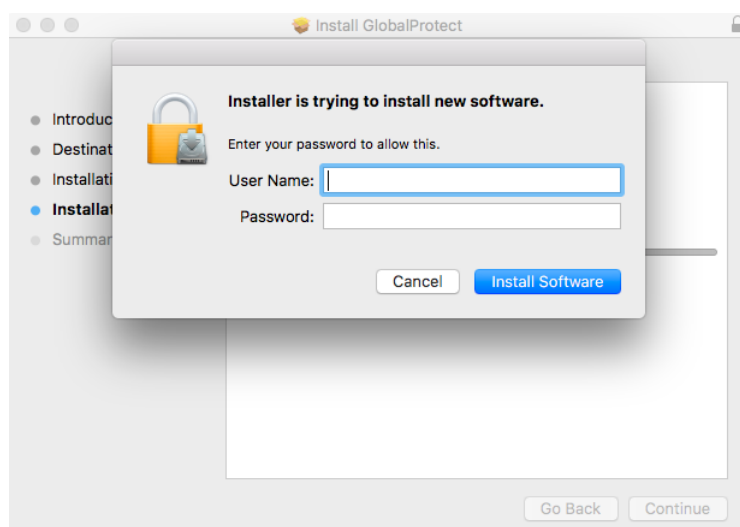 Install GlobalProtect
Installer is trying to install new software.
Enter your password to allow this.
User Name:
Password:
Cancel
Install Software
Introduc
Destinat
Installati
Installat
Summar
Go Back
Continue